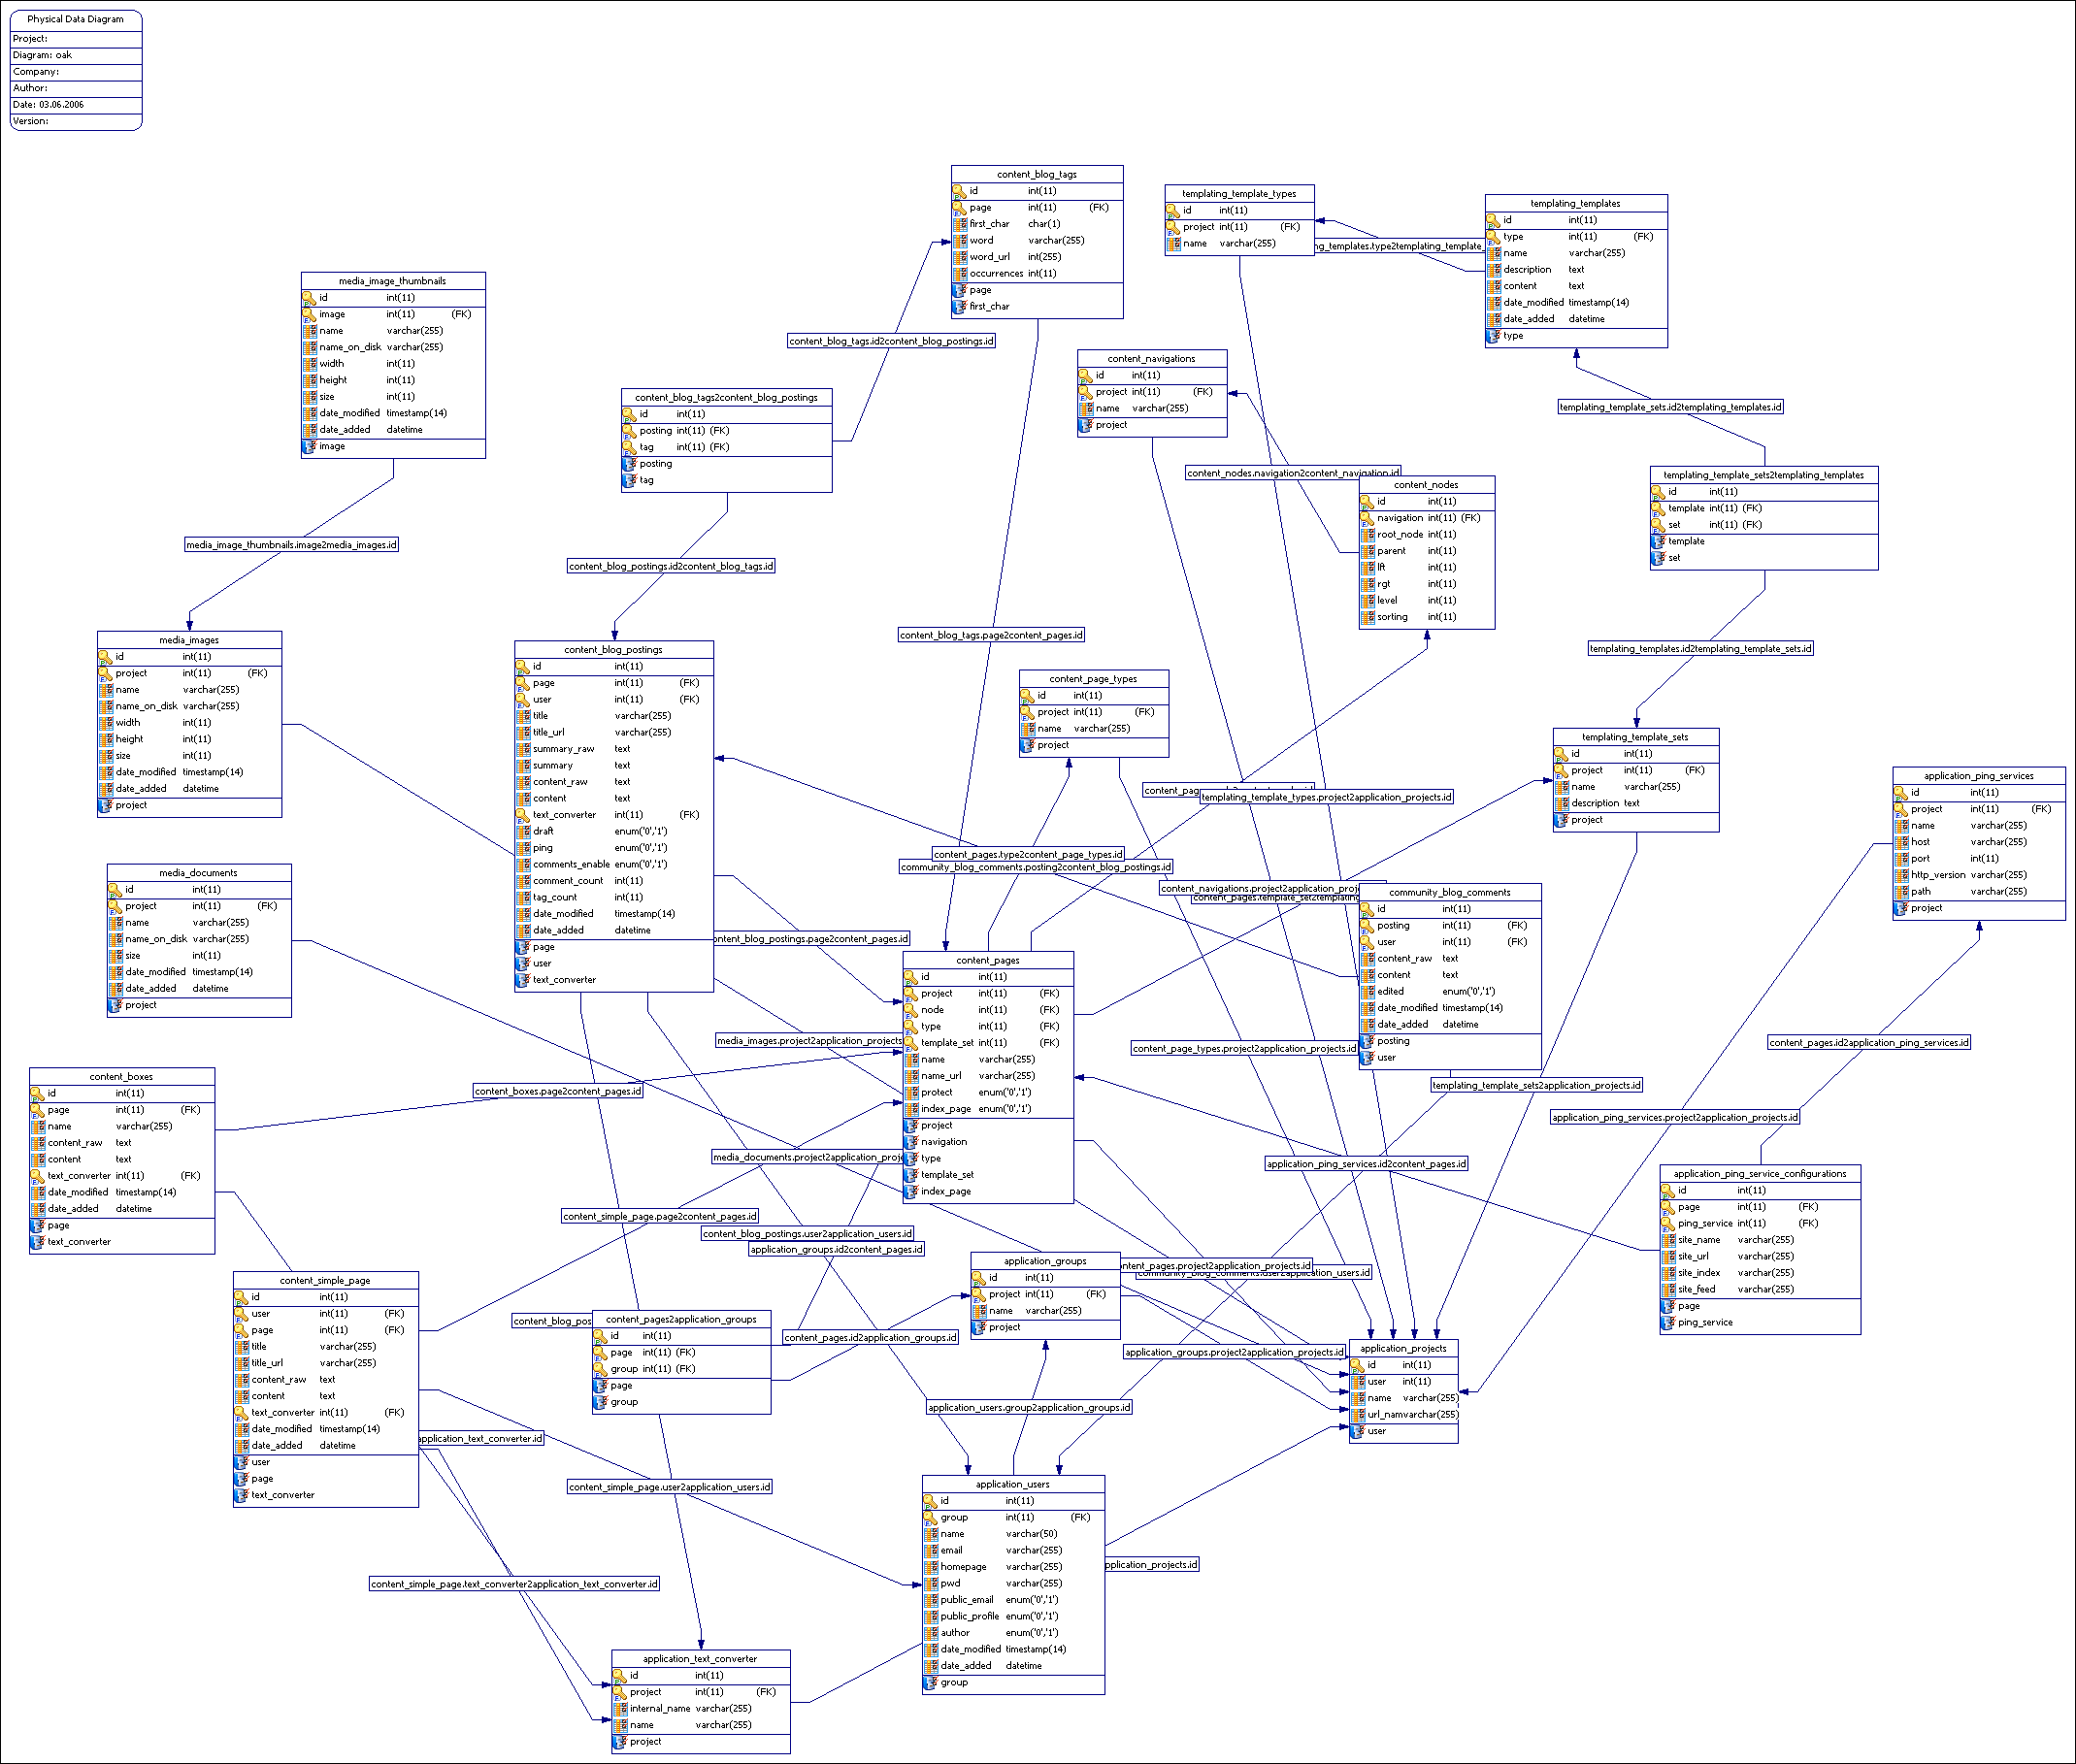 Physical Data Diagram
Project:
Diagram: oak
Company:
Author:
Date: 03.06.2006
Version:
content_blog_tags
id int(11)
page int(11) (FK)
first_char char(1)
word varchar(255)
word_url int(255)
occurrences int(11)
page
first_char
templating_template_types
id int(11)
project int(11) (FK)
name varchar(255)
ng_templates.type2templating_template_
templating_templates
id int(11)
type int(11) (FK)
name varchar(255)
description text
content text
date_modified timestamp(14)
date_added datetime
type
media_image_thumbnails
id int(11)
image int(11) (FK)
name varchar(255)
name_on_disk varchar(255)
width int(11)
height int(11)
size int(11)
date_modified timestamp(14)
date_added datetime
image
content_blog_tags.id2content_blog_postings.id
content_navigations
id int(11)
project int(11) (FK)
name varchar(255)
project
content_blog_tags2content_blog_postings
id int(11)
posting int(11) (FK)
tag int(11) (FK)
posting
tag
templating_template_sets.id2templating_templates.id
content_nodes.navigation2content_navigation.id
content_nodes
id int(11)
navigation int(11) (FK)
root_node int(11)
parent int(11)
lft int(11)
rgt int(11)
level int(11)
sorting int(11)
templating_template_sets2templating_templates
id int(11)
template int(11) (FK)
set int(11) (FK)
template
set
media_image_thumbnails.image2media_images.id
content_blog_postings.id2content_blog_tags.id
content_blog_tags.page2content_pages.id
templating_templates.id2templating_template_sets.id
media_images
id int(11)
project int(11) (FK)
name varchar(255)
name_on_disk varchar(255)
width int(11)
height int(11)
size int(11)
date_modified timestamp(14)
date_added datetime
project
content_blog_postings
id int(11)
page int(11) (FK)
user int(11) (FK)
title varchar(255)
title_url varchar(255)
summary_raw text
summary text
content_raw text
content text
text_converter int(11) (FK)
draft enum('0','1')
ping enum('0','1')
comments_enable enum('0','1')
comment_count int(11)
tag_count int(11)
date_modified timestamp(14)
date_added datetime
page
user
text_converter
content_page_types
id int(11)
project int(11) (FK)
name varchar(255)
project
templating_template_sets
id int(11)
project int(11) (FK)
name varchar(255)
description text
project
application_ping_services
id int(11)
project int(11) (FK)
name varchar(255)
host varchar(255)
port int(11)
http_version varchar(255)
path varchar(255)
project
templating_template_types.project2application_projects.id
content_pages.type2content_page_types.id
community_blog_comments.posting2content_blog_postings.id
content_navigations.project2application_proj
content_pages.template_set2templating
media_documents
id int(11)
project int(11) (FK)
name varchar(255)
name_on_disk varchar(255)
size int(11)
date_modified timestamp(14)
date_added datetime
project
community_blog_comments
id int(11)
posting int(11) (FK)
user int(11) (FK)
content_raw text
content text
edited enum('0','1')
date_modified timestamp(14)
date_added datetime
posting
user
ontent_blog_postings.page2content_pages.id
content_pages
id int(11)
project int(11) (FK)
node int(11) (FK)
type int(11) (FK)
template_set int(11) (FK)
name varchar(255)
name_url varchar(255)
protect enum('0','1')
index_page enum('0','1')
project
navigation
type
template_set
index_page
media_images.project2application_projects
content_page_types.project2application_projects.id
content_pages.id2application_ping_services.id
content_boxes
id int(11)
page int(11) (FK)
name varchar(255)
content_raw text
content text
text_converter int(11) (FK)
date_modified timestamp(14)
date_added datetime
page
text_converter
content_boxes.page2content_pages.id
templating_template_sets2application_projects.id
application_ping_services.project2application_projects.id
media_documents.project2application_proje
application_ping_services.id2content_pages.id
application_ping_service_configurations
id int(11)
page int(11) (FK)
ping_service int(11) (FK)
site_name varchar(255)
site_url varchar(255)
site_index varchar(255)
site_feed varchar(255)
page
ping_service
content_simple_page.page2content_pages.id
content_blog_postings.user2application_users.id
application_groups.id2content_pages.id
application_groups
id int(11)
project int(11) (FK)
name varchar(255)
project
ntent_pages.project2application_projects.id
community_blog_comments.user2application_users.id
content_simple_page
id int(11)
user int(11) (FK)
page int(11) (FK)
title varchar(255)
title_url varchar(255)
content_raw text
content text
text_converter int(11) (FK)
date_modified timestamp(14)
date_added datetime
user
page
text_converter
content_blog_pos
content_pages2application_groups
id int(11)
page int(11) (FK)
group int(11) (FK)
page
group
content_pages.id2application_groups.id
application_groups.project2application_projects.id
application_projects
id int(11)
user int(11)
name varchar(255)
url_namvarchar(255)
user
application_users.group2application_groups.id
application_text_converter.id
content_simple_page.user2application_users.id
application_users
id int(11)
group int(11) (FK)
name varchar(50)
email varchar(255)
homepage varchar(255)
pwd varchar(255)
public_email enum('0','1')
public_profile enum('0','1')
author enum('0','1')
date_modified timestamp(14)
date_added datetime
group
pplication_projects.id
content_simple_page.text_converter2application_text_converter.id
application_text_converter
id int(11)
project int(11) (FK)
internal_name varchar(255)
name varchar(255)
project